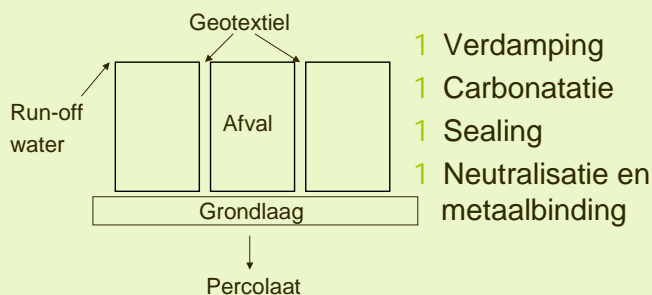 Geotextiel
Run-off
water
Afval
Grondlaag
Percolaat
1 Verdamping
1 Carbonatatie
1 Sealing
1 Neutralisatie en
metaalbinding